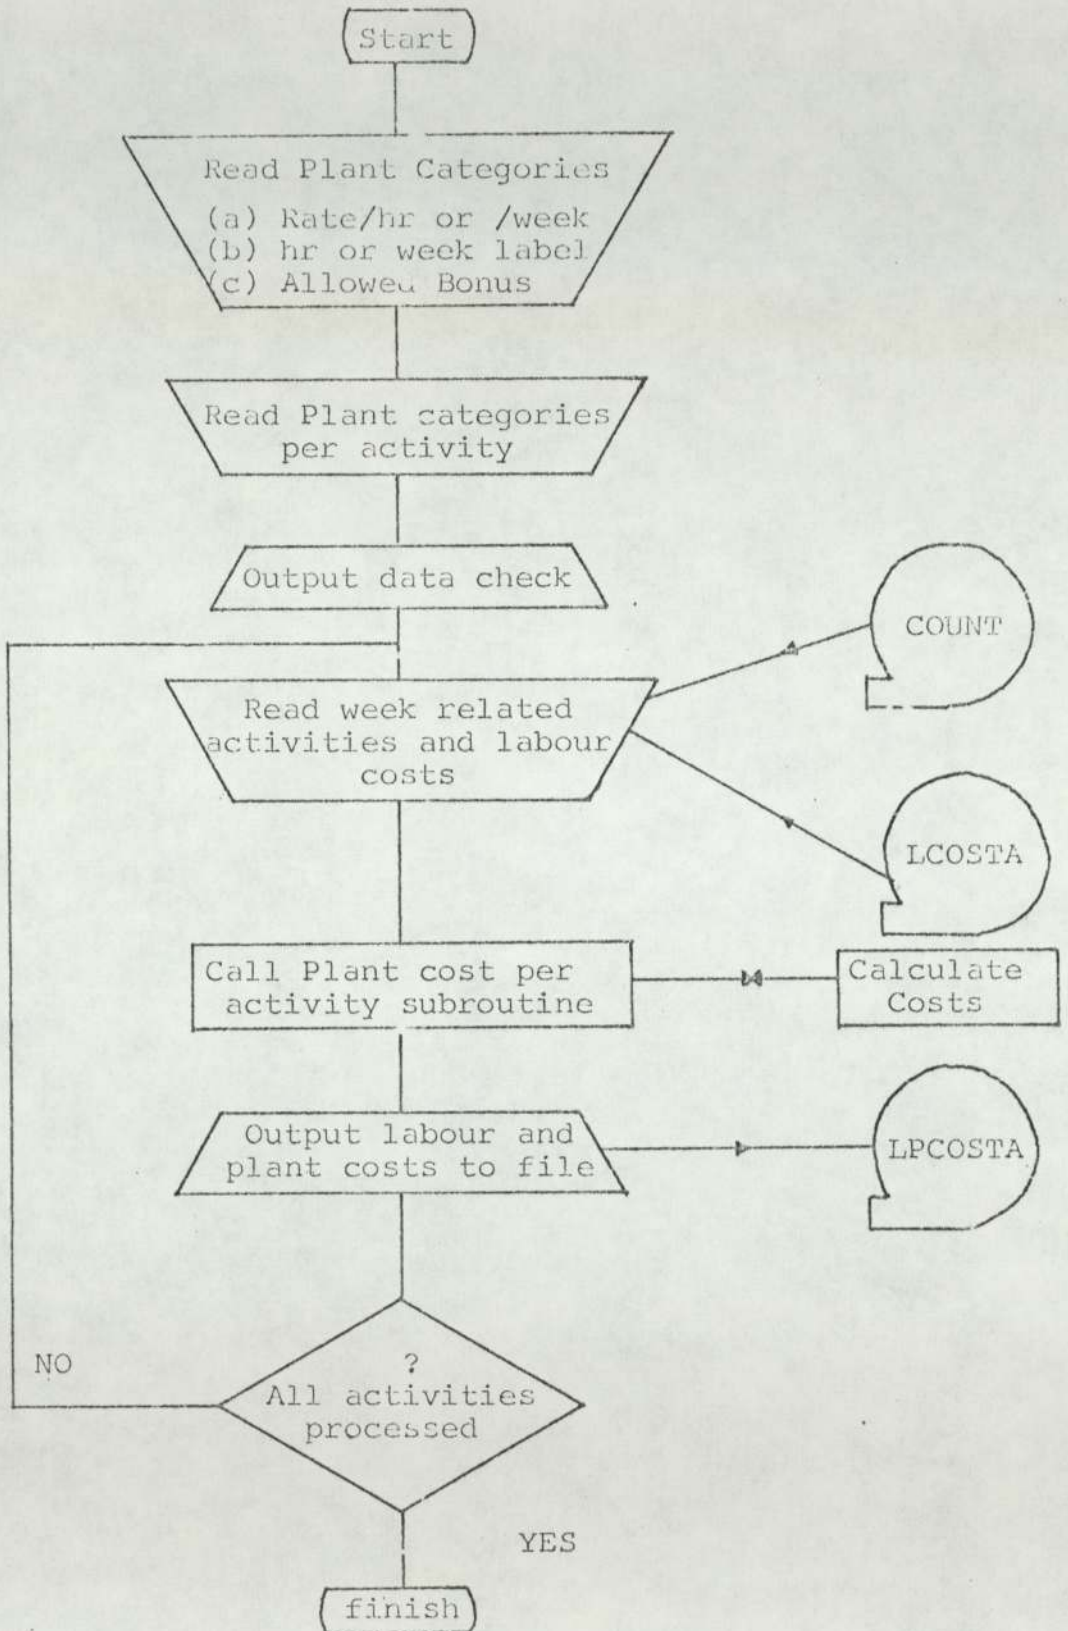 Start
Read Plant Categories
(a) Rate/hr or /week
(b) hr or week label
(c) Allowed Bonus
Read Plant categories
per activity
Output data check
COUNT
Read week related
activities and labour
costs
LCOSTA
Call Plant cost per
activity subroutine
Calculate
Costs
Output labour and
plant costs to file
LPCOSTA
NO
?
All activities
processed
YES
finish